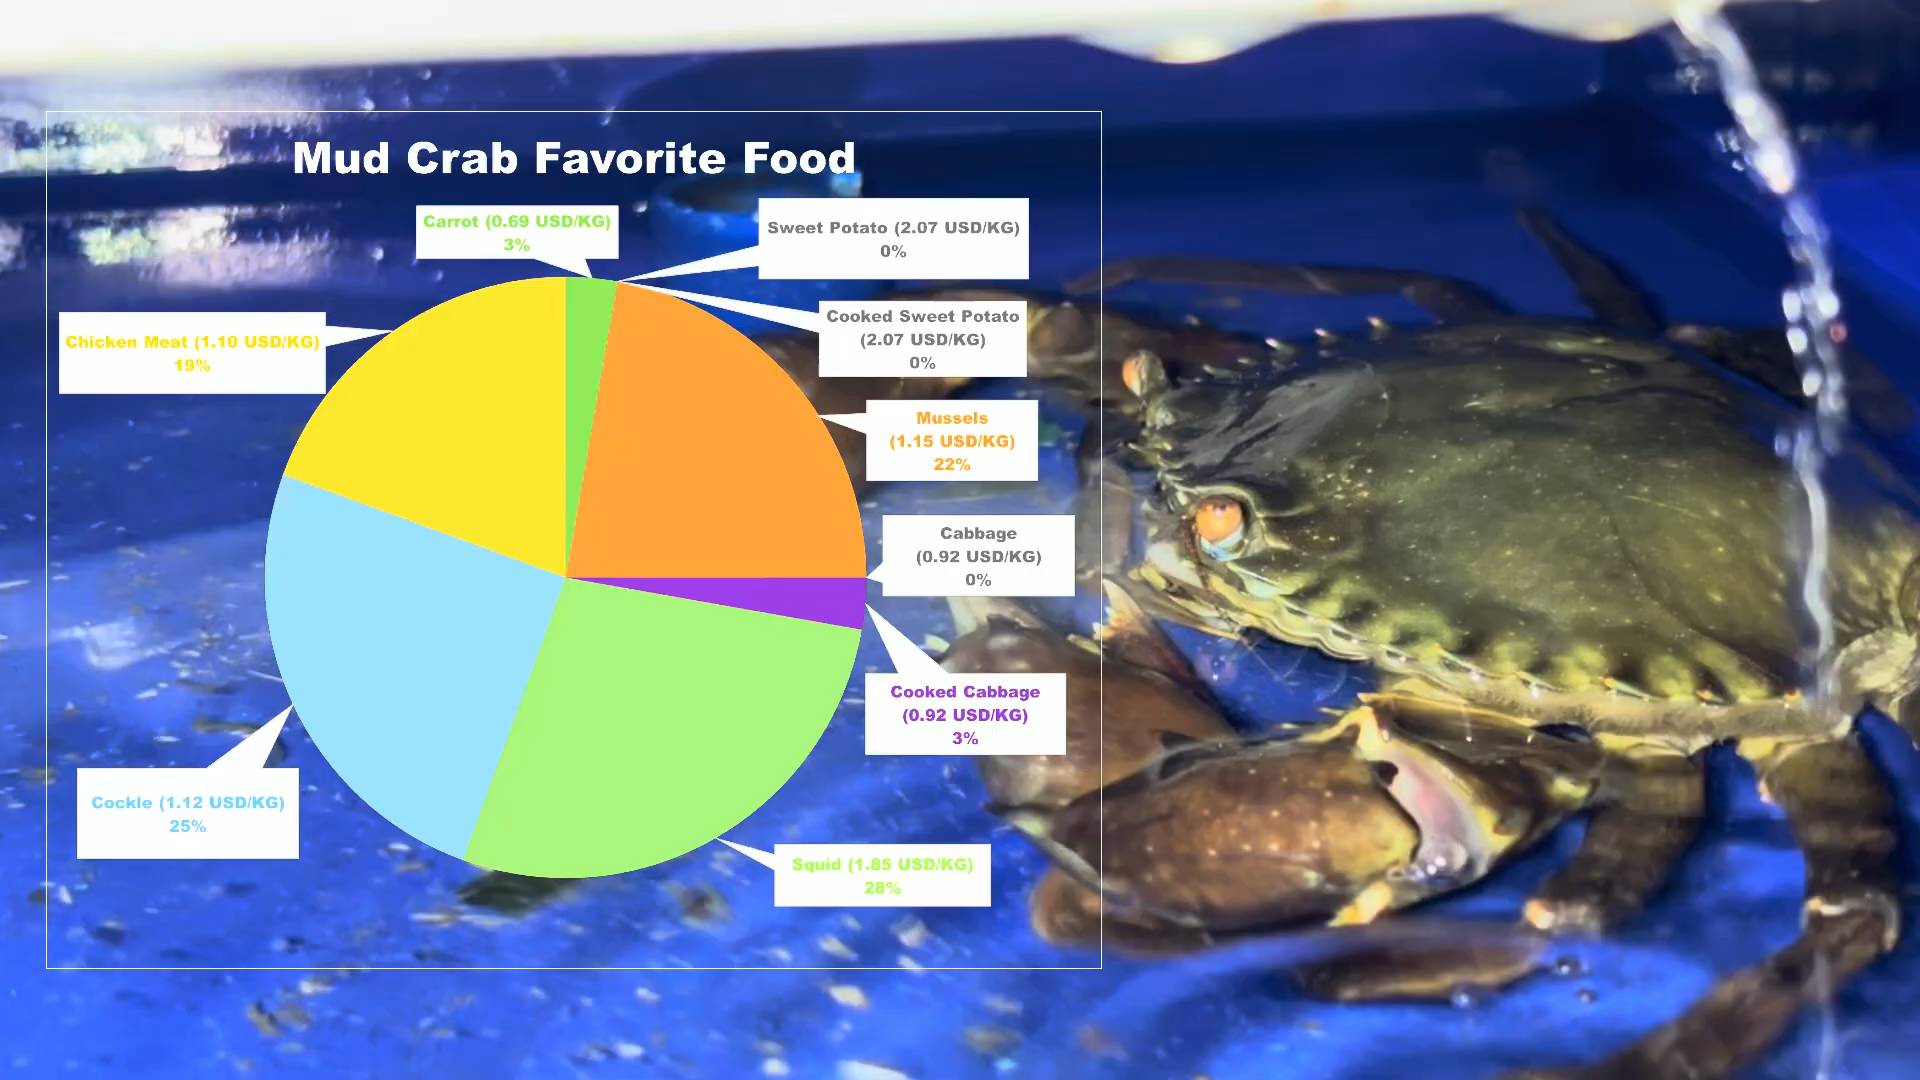 Mud Crab Favorite Food
Carrot (0.69 USD/KG)
3%
Sweet Potato (2.07 USD/KG)
0%
Cooked Sweet Potato
(2.07 USD/KG)
0%
Chicken Meat (1.10 USD/KG)
19%
Mussels
(1.15 USD/KG)
22%
Cabbage
(0.92 USD/KG)
0%
Cooked Cabbage
(0.92 USD/KG)
3%
Cockle (1.12 USD/KG)
25%
Squid (1.85 USD/KG)
28%